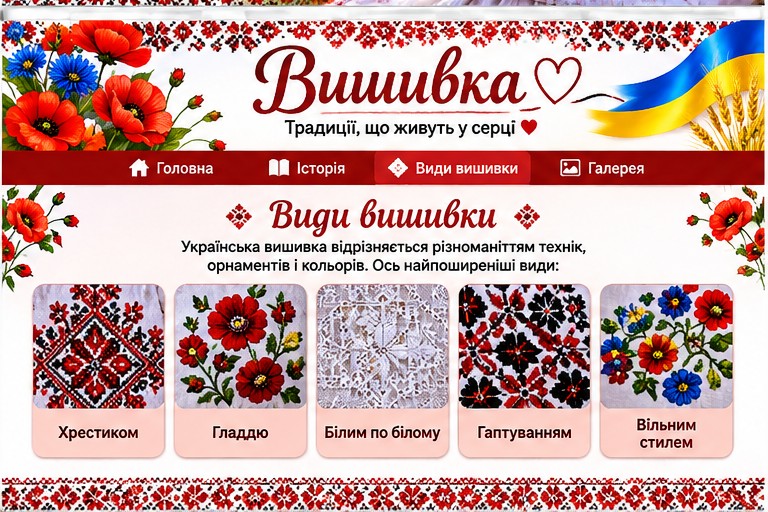 Вишивка
Традиції, що живуть у серці
Головна
Історія
Види вишивки
Галерея
Види вишивки
Українська вишивка відрізняється різноманіттям технік,
орнаментів і кольорів. Ось найпоширеніші види:
Хрестиком
Гладдю
Білим по білому
Гаптуванням
Вільним
стилем